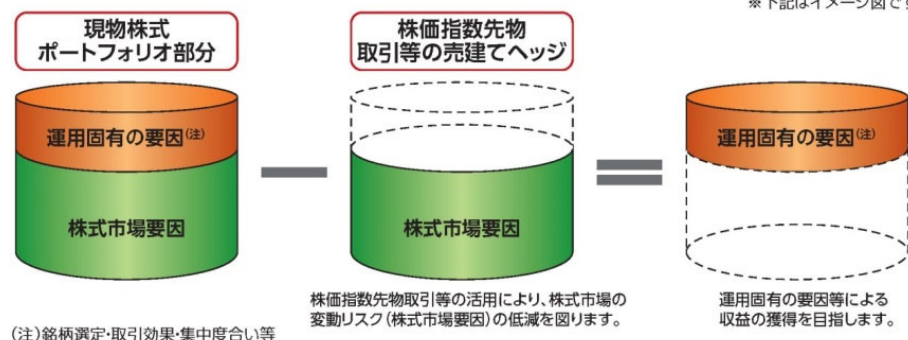 ※下記はイメージ図です
現物株式
ポートフォリオ部分
株価指数先物
取引等の売建てヘッジ
運用固有の要因(注)
運用固有の要因(注)
株式市場要因
株式市場要因
株価指数先物取引等の活用により、株式市場の
変動リスク(株式市場要因)の低減を図ります。
運用固有の要因等による
収益の獲得を目指します。
(注)銘柄選定・取引効果・集中度合い等